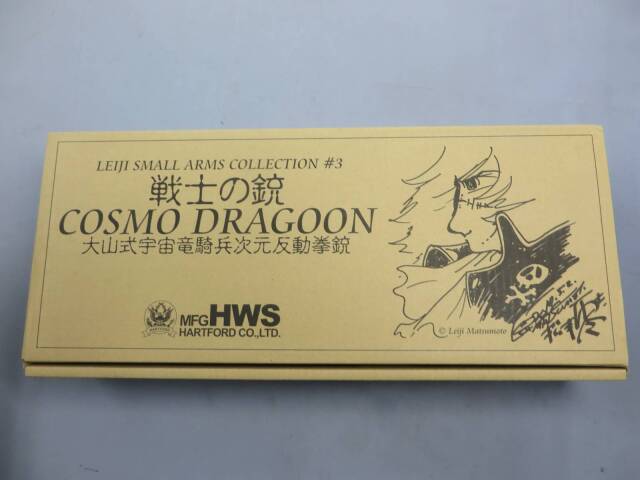 LEIJI SMALL ARMS COLLECTION #3
戦士の銃
COSMO DRAGOON
大山式宇宙竜騎兵次元反動拳銃
MFG HWS
HARTFORD CO.,LTD.
© Leiji Matsumoto